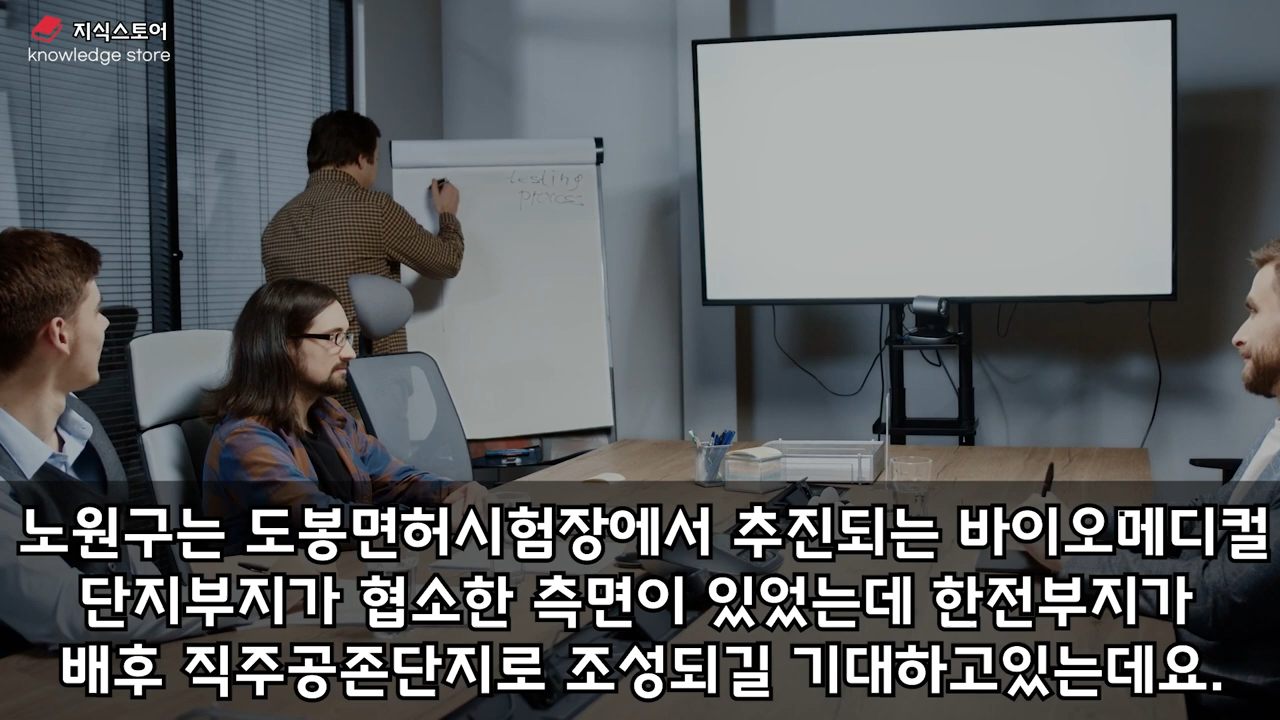 지식스토어
knowledge store
testing
process
노원구는 도봉면허시험장에서 추진되는 바이오메디컬
단지부지가 협소한 측면이 있었는데 한전부지가
배후 직주공존단지로 조성되길 기대하고있는데요.